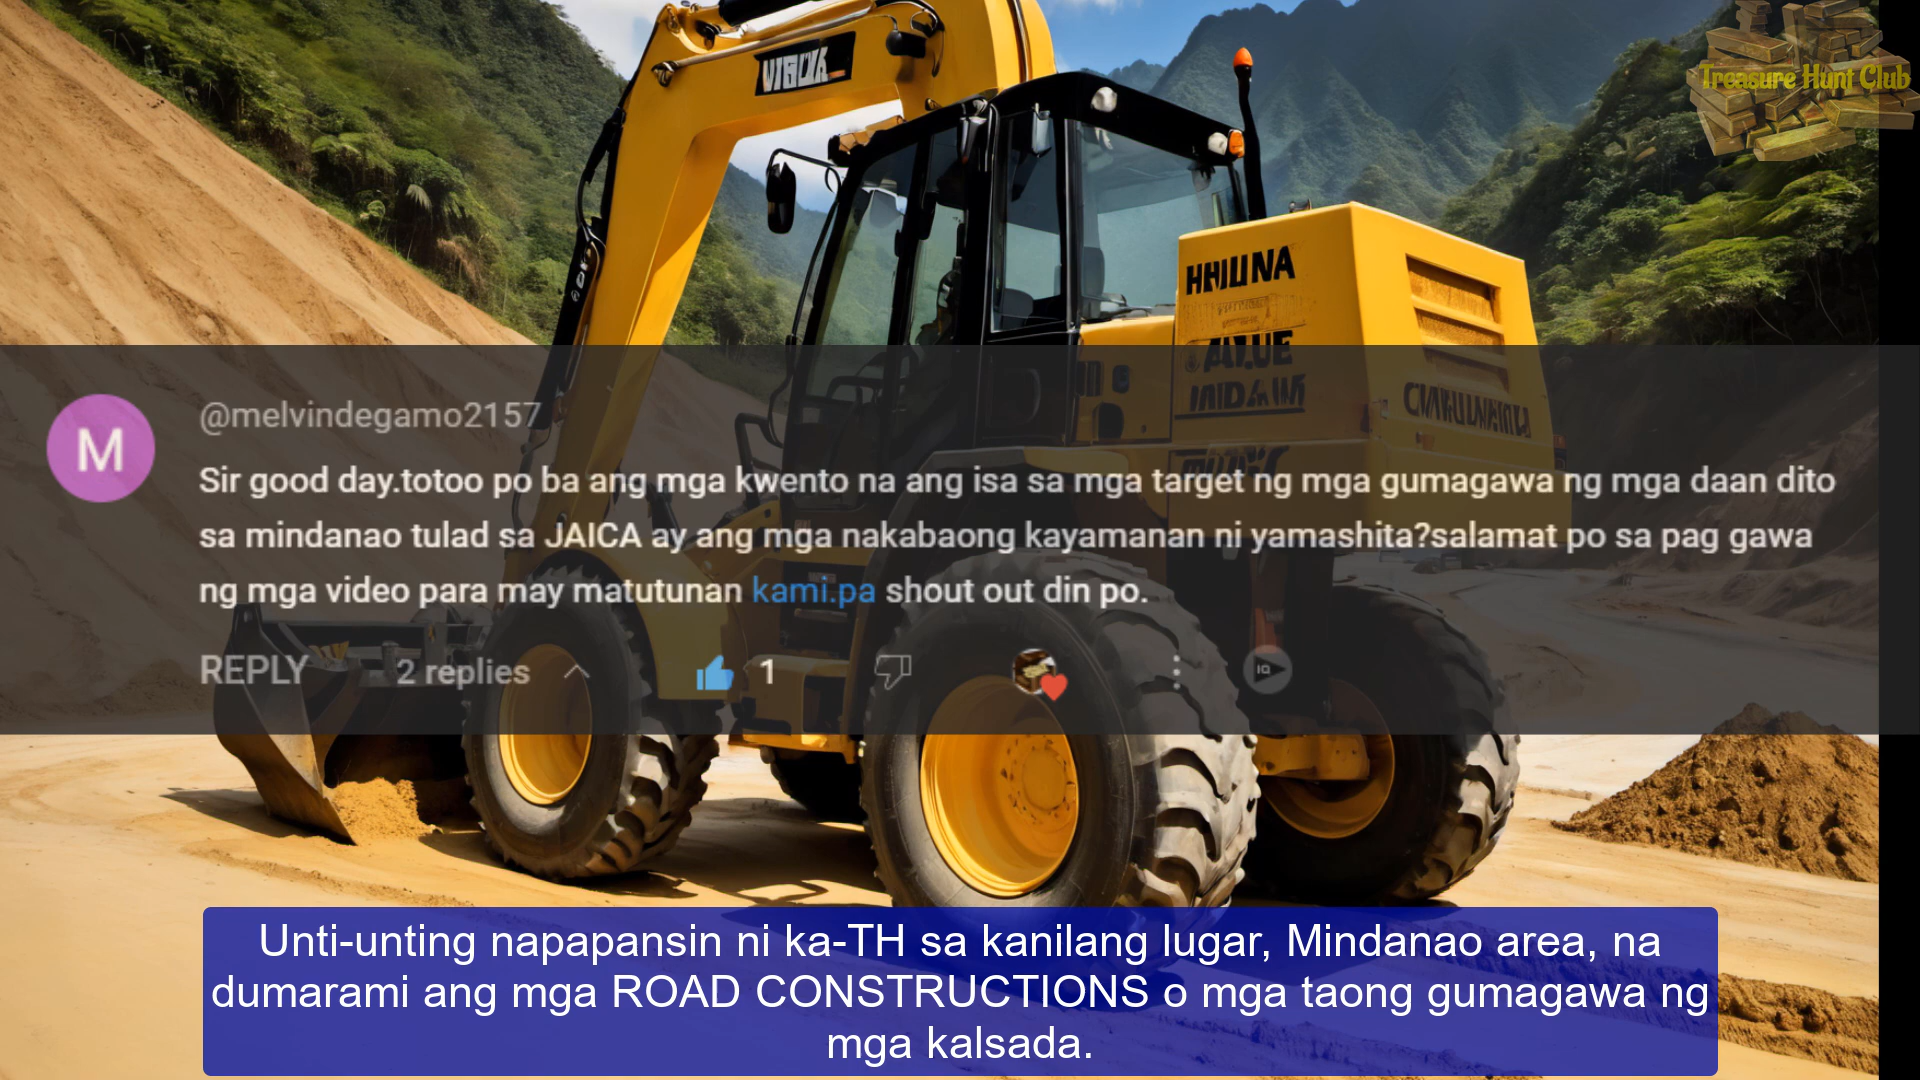 Treasure Hunt Club
@melvindegamo2157
M
Sir good day.totoo po ba ang mga kwento na ang isa sa mga target ng mga gumagawa ng mga daan dito
sa mindanao tulad sa JAICA ay ang mga nakabaong kayamanan ni yamashita?salamat po sa pag gawa
ng mga video para may matutunan kami.pa shout out din po.
REPLY 2 replies 1
Unti-unting napapansin ni ka-TH sa kanilang lugar, Mindanao area, na
dumarami ang mga ROAD CONSTRUCTIONS o mga taong gumagawa ng
mga kalsada.